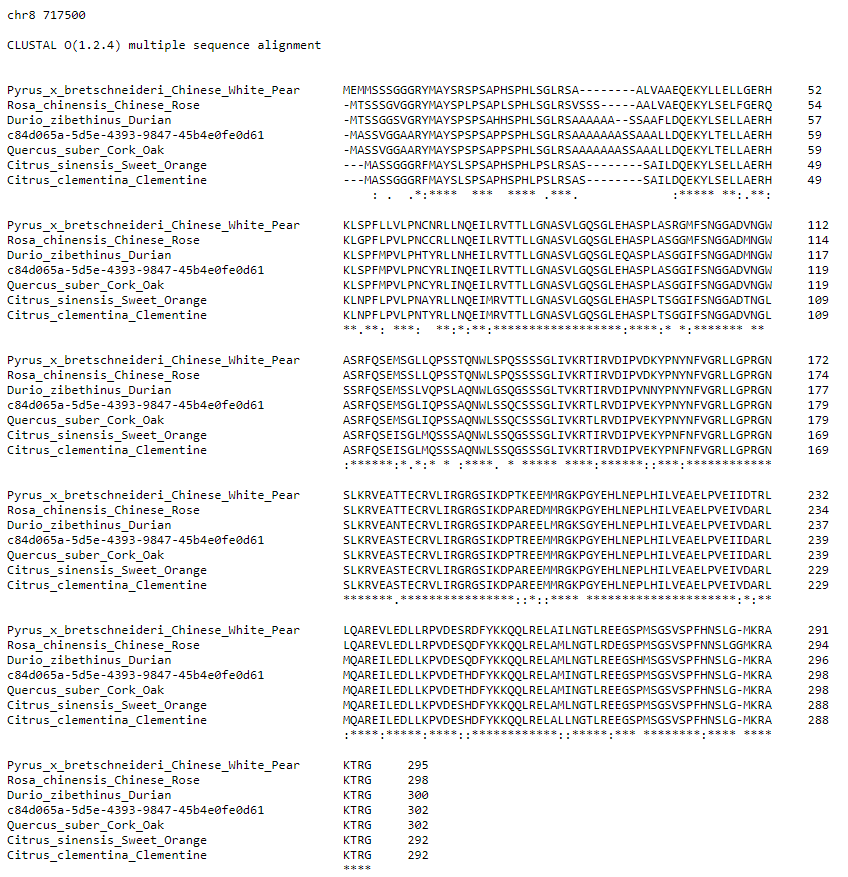 chr8 717500
CLUSTAL O(1.2.4) multiple sequence alignment
Pyrus_x_bretschneideri_Chinese_White_Pear MEMMSSSGGGRYMAYSRSPSAPHSPHLSGLRSA--------ALVAAEQEKYLLELLGERH 52
Rosa_chinensis_Chinese_Rose -MTSSSGVGGRYMAYSPLPSAPLSPHLSGLRSVSSS-----AALVAEQEKYLSELFGERQ 54
Durio_zibethinus_Durian -MTSSGGSVGRYMAYSPSPSAHHSPHLSGLRSAAAAAA--SSAAFLDQEKYLSELLAERH 57
c84d065a-5d5e-4393-9847-45b4e0fe0d61 -MASSVGGAARYMAYSPSPSAPPSPHLSGLRSAAAAAAASSAAALLDQEKYLTELLAERH 59
Quercus_suber_Cork_Oak -MASSVGGAARYMAYSPSPSAPPSPHLSGLRSAAAAAAASSAAALLDQEKYLTELLAERH 59
Citrus_sinensis_Sweet_Orange ---MASSGGGRFMAYSLSPSAPHSPHLPSLRSAS--------SAILDQEKYLSELLAERH 49
Citrus_clementina_Clementine ---MASSGGGRFMAYSLSPSAPHSPHLPSLRSAS--------SAILDQEKYLSELLAERH 49
: . .*:**** *** **** .***. :***** **:.**:
Pyrus_x_bretschneideri_Chinese_White_Pear KLSPFLLVLPNCNRLLNQEILRVTTLLGNASVLGQSGLEHASPLASRGMFSNGGADVNGW 112
Rosa_chinensis_Chinese_Rose KLGPFLPVLPNCCRLLNQEILRVTTLLGNASVLGQSGLEHASPLASGGMFSNGGADMNGW 114
Durio_zibethinus_Durian KLSPFMPVLPHTYRLLNHEILRVTTLLGNASVLGQSGLEQASPLASGGIFSNGGADMNGW 117
c84d065a-5d5e-4393-9847-45b4e0fe0d61 KLSPFMPVLPNCYRLINQEILRVTTLLGNASVLGQSGLEHASPLASGGIFSNGGADVNGW 119
Quercus_suber_Cork_Oak KLSPFMPVLPNCYRLINQEILRVTTLLGNASVLGQSGLEHASPLASGGIFSNGGADVNGW 119
Citrus_sinensis_Sweet_Orange KLNPFLPVLPNAYRLLNQEIMRVTTLLGNASVLGQSGLEHASPLTSGGIFSNGGADTNGL 109
Citrus_clementina_Clementine KLNPFLPVLPNTYRLLNQEIMRVTTLLGNASVLGQSGLEHASPLTSGGIFSNGGADVNGL 109
**.**: ***: **:*:**:******************:****:* *:******* **
Pyrus_x_bretschneideri_Chinese_White_Pear ASRFQSEMSGLLQPSSTQNWLSPQSSSSGLIVKRTIRVDIPVDKYPNYNFVGRLLGPRGN 172
Rosa_chinensis_Chinese_Rose ASRFQSEMSSLLQPSSTQNWLSPQSSSSGLIVKRTIRVDIPVDKYPNYNFVGRLLGPRGN 174
Durio_zibethinus_Durian SSRFQSEMSSLVQPSLAQNWLGSQGSSSGLTVKRTIRVDIPVNNYPNYNFVGRLLGPRGN 177
c84d065a-5d5e-4393-9847-45b4e0fe0d61 ASRFQSEMSGLIQPSSAQNWLSSQCSSSGLIVKRTLRVDIPVEKYPNYNFVGRLLGPRGN 179
Quercus_suber_Cork_Oak ASRFQSEMSGLIQPSSAQNWLSSQCSSSGLIVKRTLRVDIPVEKYPNYNFVGRLLGPRGN 179
Citrus_sinensis_Sweet_Orange ASRFQSEISGLMQSSSAQNWLSSQGSSSGLIVKRTIRVDIPVEKYPNFNFVGRLLGPRGN 169
Citrus_clementina_Clementine ASRFQSEISGLMQSSSAQNWLSSQGSSSGLIVKRTIRVDIPVEKYPNFNFVGRLLGPRGN 169
:******:*.*:* * :****. * ***** ****:******::***:************
Pyrus_x_bretschneideri_Chinese_White_Pear SLKRVEATTECRVLIRGRGSIKDPTKEEMMRGKPGYEHLNEPLHILVEAELPVEIIDTRL 232
Rosa_chinensis_Chinese_Rose SLKRVEATTECRVLIRGRGSIKDPAREDMMRGKPGYEHLNEPLHILVEAELPVEIVDARL 234
Durio_zibethinus_Durian SLKRVEANTECRVLIRGRGSIKDPAREELMRGKSGYEHLNEPLHILVEAELPVEIVDARL 237
c84d065a-5d5e-4393-9847-45b4e0fe0d61 SLKRVEASTECRVLIRGRGSIKDPTREEMMRGKPGYEHLNEPLHILVEAELPVEIIDARL 239
Quercus_suber_Cork_Oak SLKRVEASTECRVLIRGRGSIKDPTREEMMRGKPGYEHLNEPLHILVEAELPVEIIDARL 239
Citrus_sinensis_Sweet_Orange SLKRVEASTECRVLIRGRGSIKDPAREEMMRGKPGYEHLNEPLHILVEAELPVEIVDARL 229
Citrus_clementina_Clementine SLKRVEASTECRVLIRGRGSIKDPAREEMMRGKPGYEHLNEPLHILVEAELPVEIVDARL 229
*******.****************::*::**** *********************:*:**
Pyrus_x_bretschneideri_Chinese_White_Pear LQAREVLEDLLRPVDESRDFYKKQQLRELAILNGTLREEGSPMSGSVSPFHNSLG-MKRA 291
Rosa_chinensis_Chinese_Rose LQAREILEDLLKPVDESQDFYKKQQLRELAMLNGTLRDEGSPMSGSVSPFNNSLGGMKRA 294
Durio_zibethinus_Durian MQAREILEDLLKPVDESQDFYKKQQLRELAMLNGTLREEGSHMSGSVSPFHNSLG-MKRA 296
c84d065a-5d5e-4393-9847-45b4e0fe0d61 MQAREILEDLLKPVDETHDFYKKQQLRELAMINGTLREEGSPMSGSVSPFHNSLG-MKRA 298
Quercus_suber_Cork_Oak MQAREILEDLLKPVDETHDFYKKQQLRELAMINGTLREEGSPMSGSVSPFHNSLG-MKRA 298
Citrus_sinensis_Sweet_Orange MQAREILEDLLKPVDESHDFYKKQQLRELAMLNGTLREEGSPMSGSVSPFHNSLG-MKRA 288
Citrus_clementina_Clementine MQAREILEDLLKPVDESHDFYKKQQLRELALLNGTLREEGSPMSGSVSPFHNSLG-MKRA 288
:****:*****:****::************::*****:*** ********:**** ****
Pyrus_x_bretschneideri_Chinese_White_Pear KTRG 295
Rosa_chinensis_Chinese_Rose KTRG 298
Durio_zibethinus_Durian KTRG 300
c84d065a-5d5e-4393-9847-45b4e0fe0d61 KTRG 302
Quercus_suber_Cork_Oak KTRG 302
Citrus_sinensis_Sweet_Orange KTRG 292
Citrus_clementina_Clementine KTRG 292
****